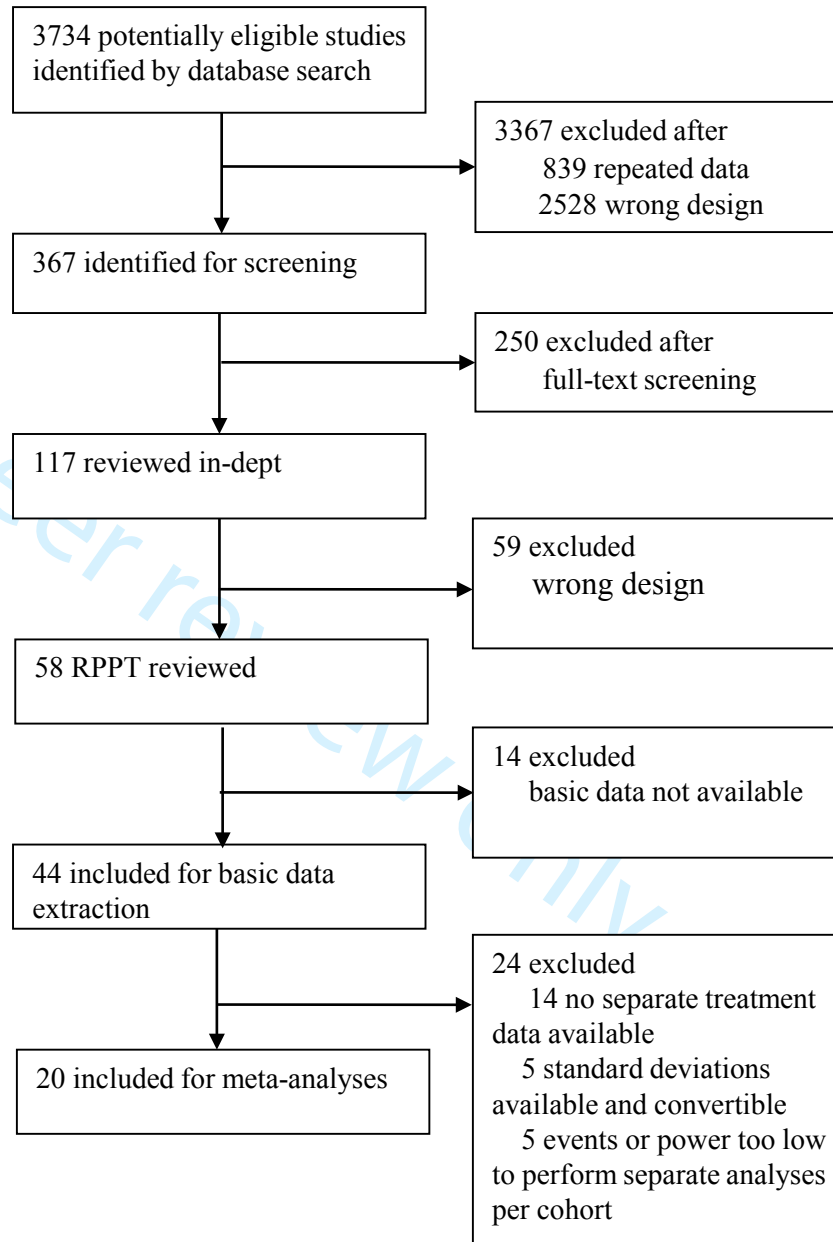 3734 potentially eligible studies
identified by database search
3367 excluded after
839 repeated data
2528 wrong design
367 identified for screening
250 excluded after
full-text screening
117 reviewed in-dept
59 excluded
wrong design
58 RPPT reviewed
14 excluded
basic data not available
44 included for basic data
extraction
24 excluded
14 no separate treatment
data available
5 standard deviations
available and convertible
5 events or power too low
to perform separate analyses
per cohort
20 included for meta-analyses
eer review only